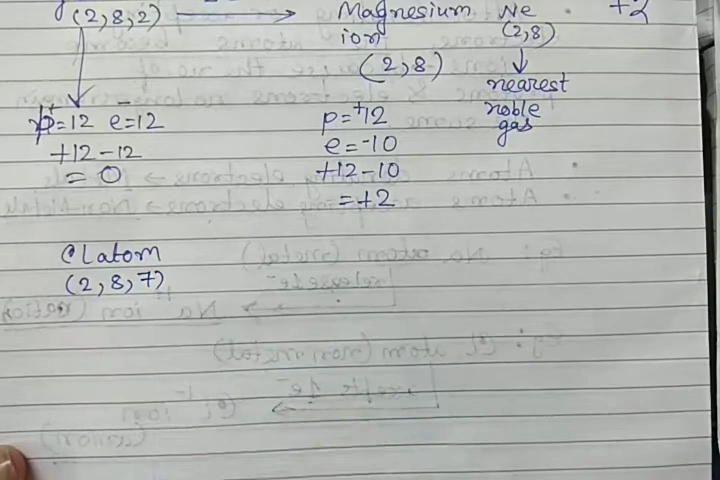 (2,8,2) → Magnesium Ne . +2
ion (2,8)
(2,8) ↓
nearest
p=12 e=12 p=+12 noble
+12-12 e=-10 gas
= 0 +12-10
=+2
Cl atom
(2,8,7)